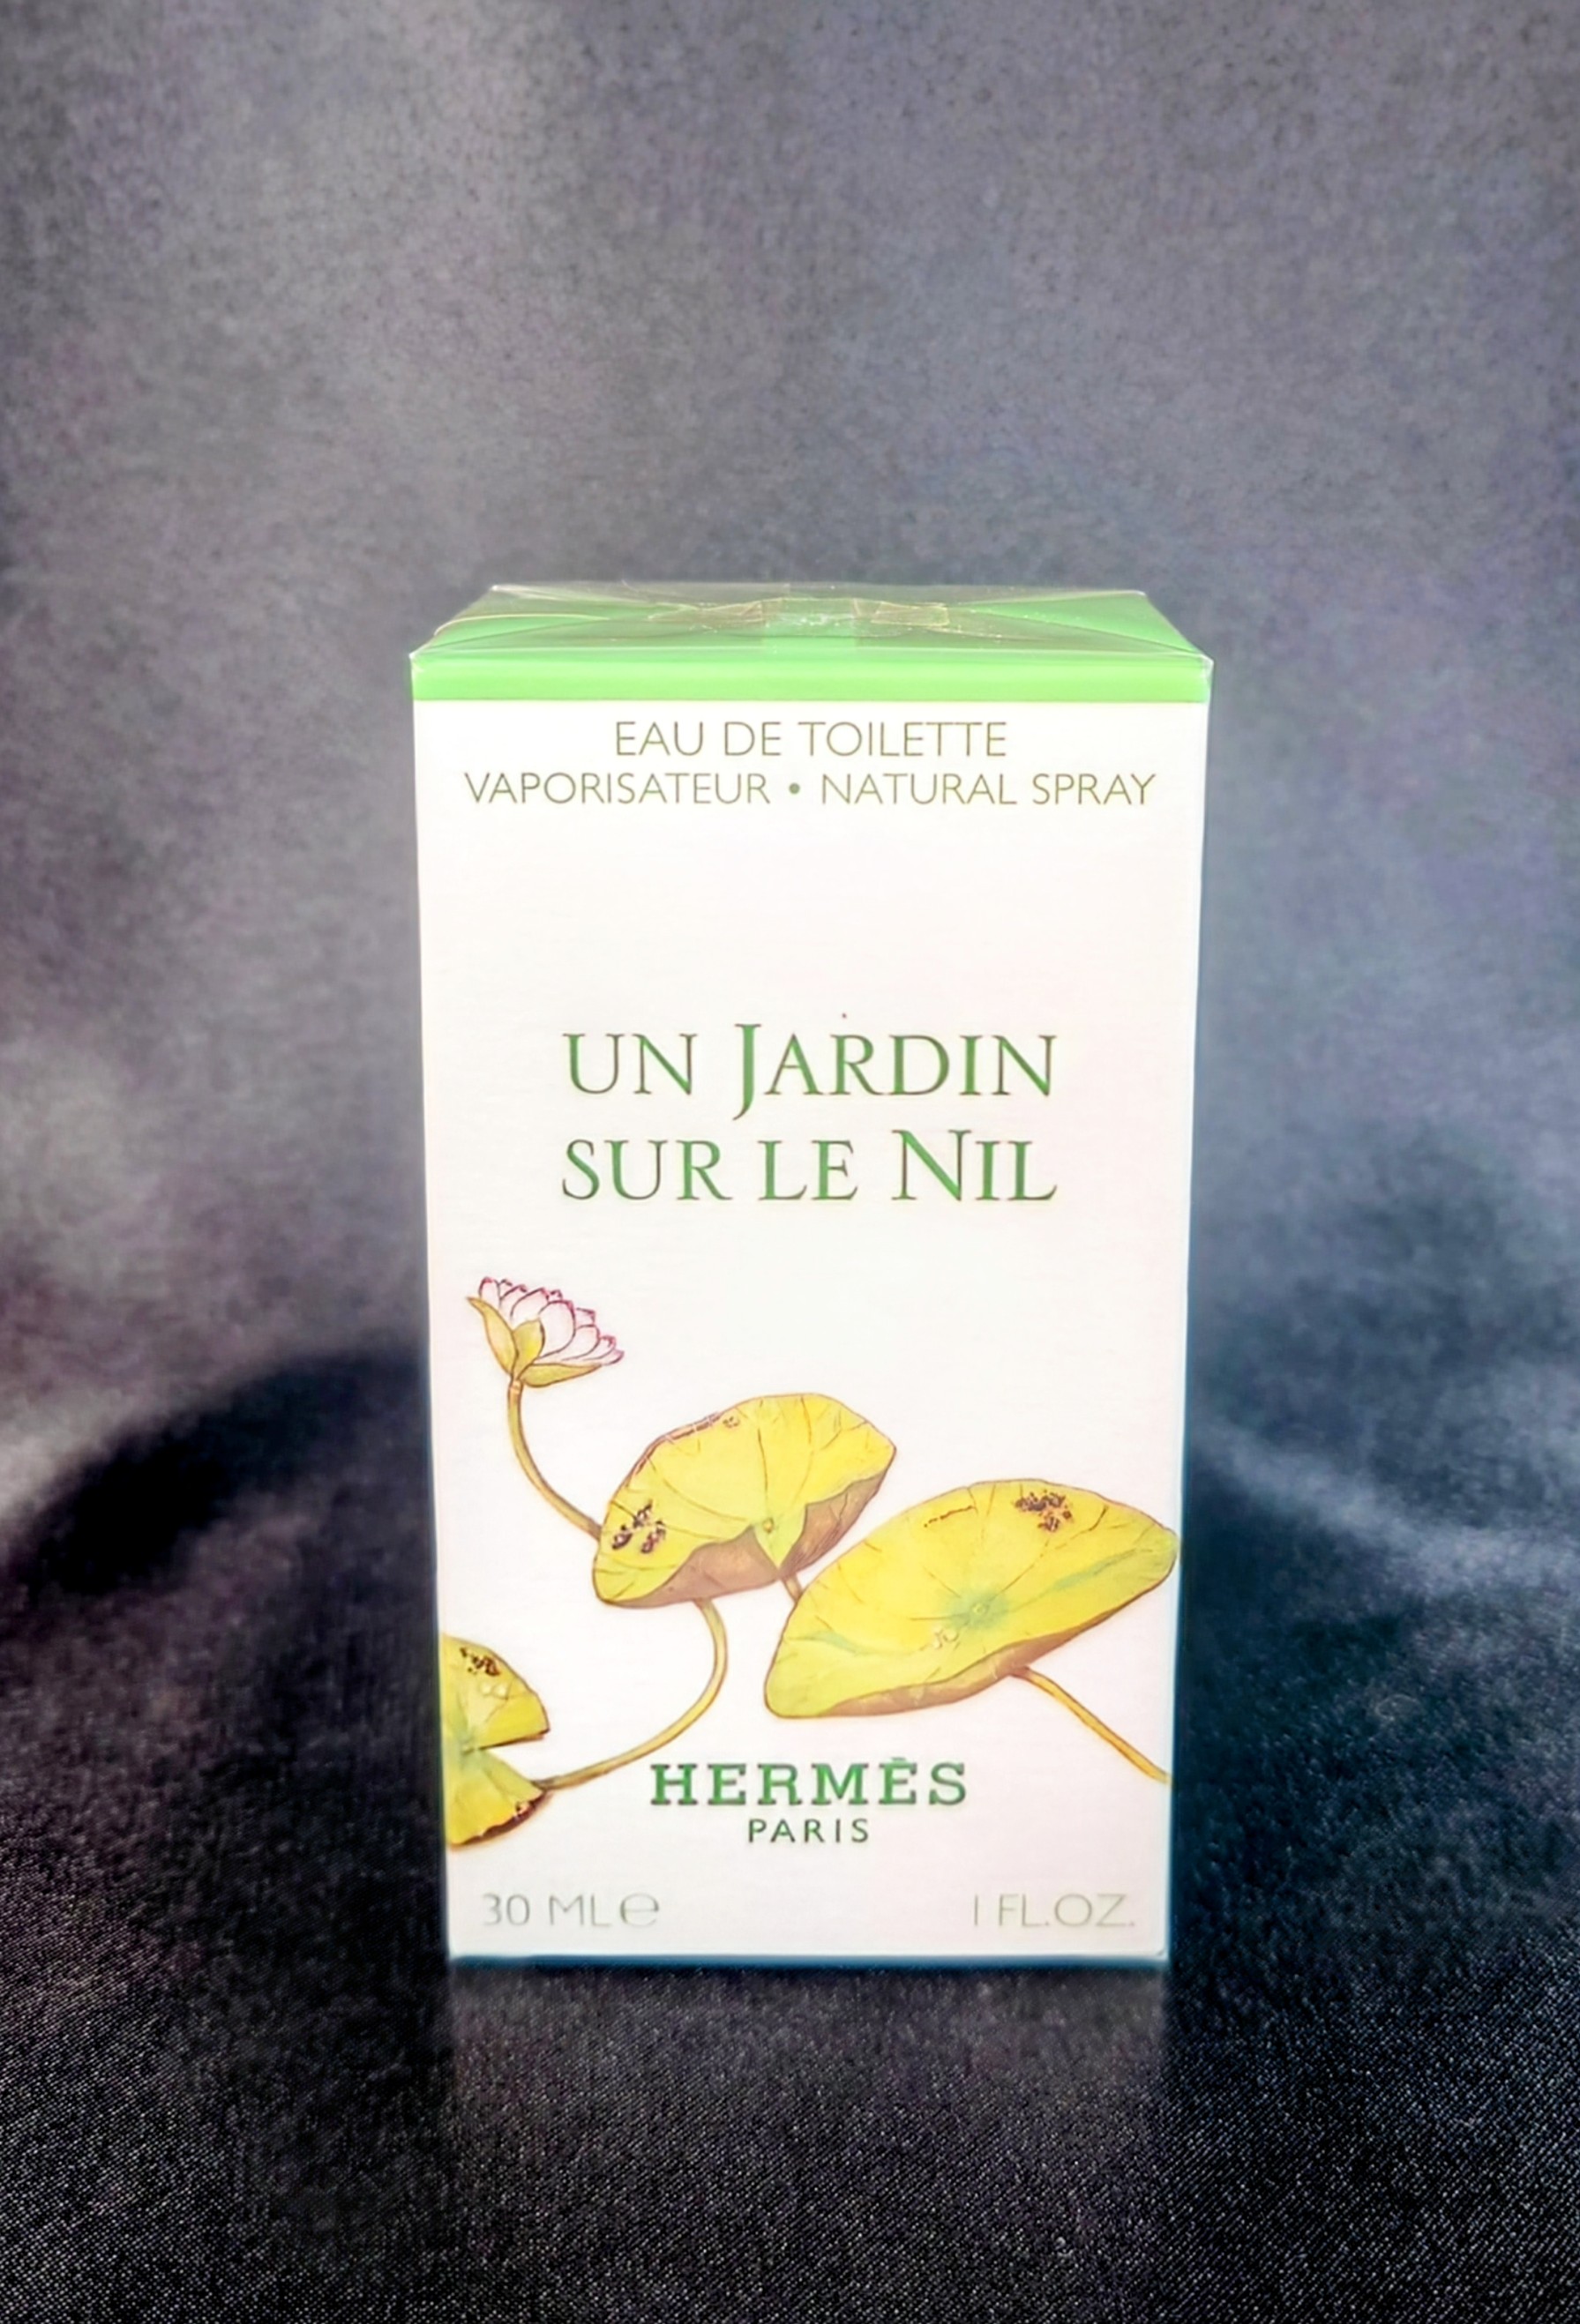 EAU DE TOILETTE
VAPORISATEUR • NATURAL SPRAY
UN JARDIN
SUR LE NIL
HERMÈS
PARIS
30 ML ℮ 1 FL.OZ.